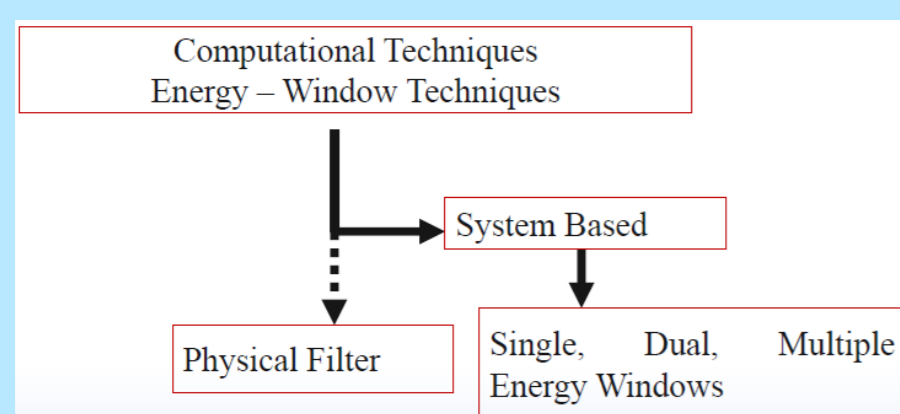 Computational Techniques
Energy – Window Techniques
System Based
Physical Filter
Single, Dual, Multiple
Energy Windows